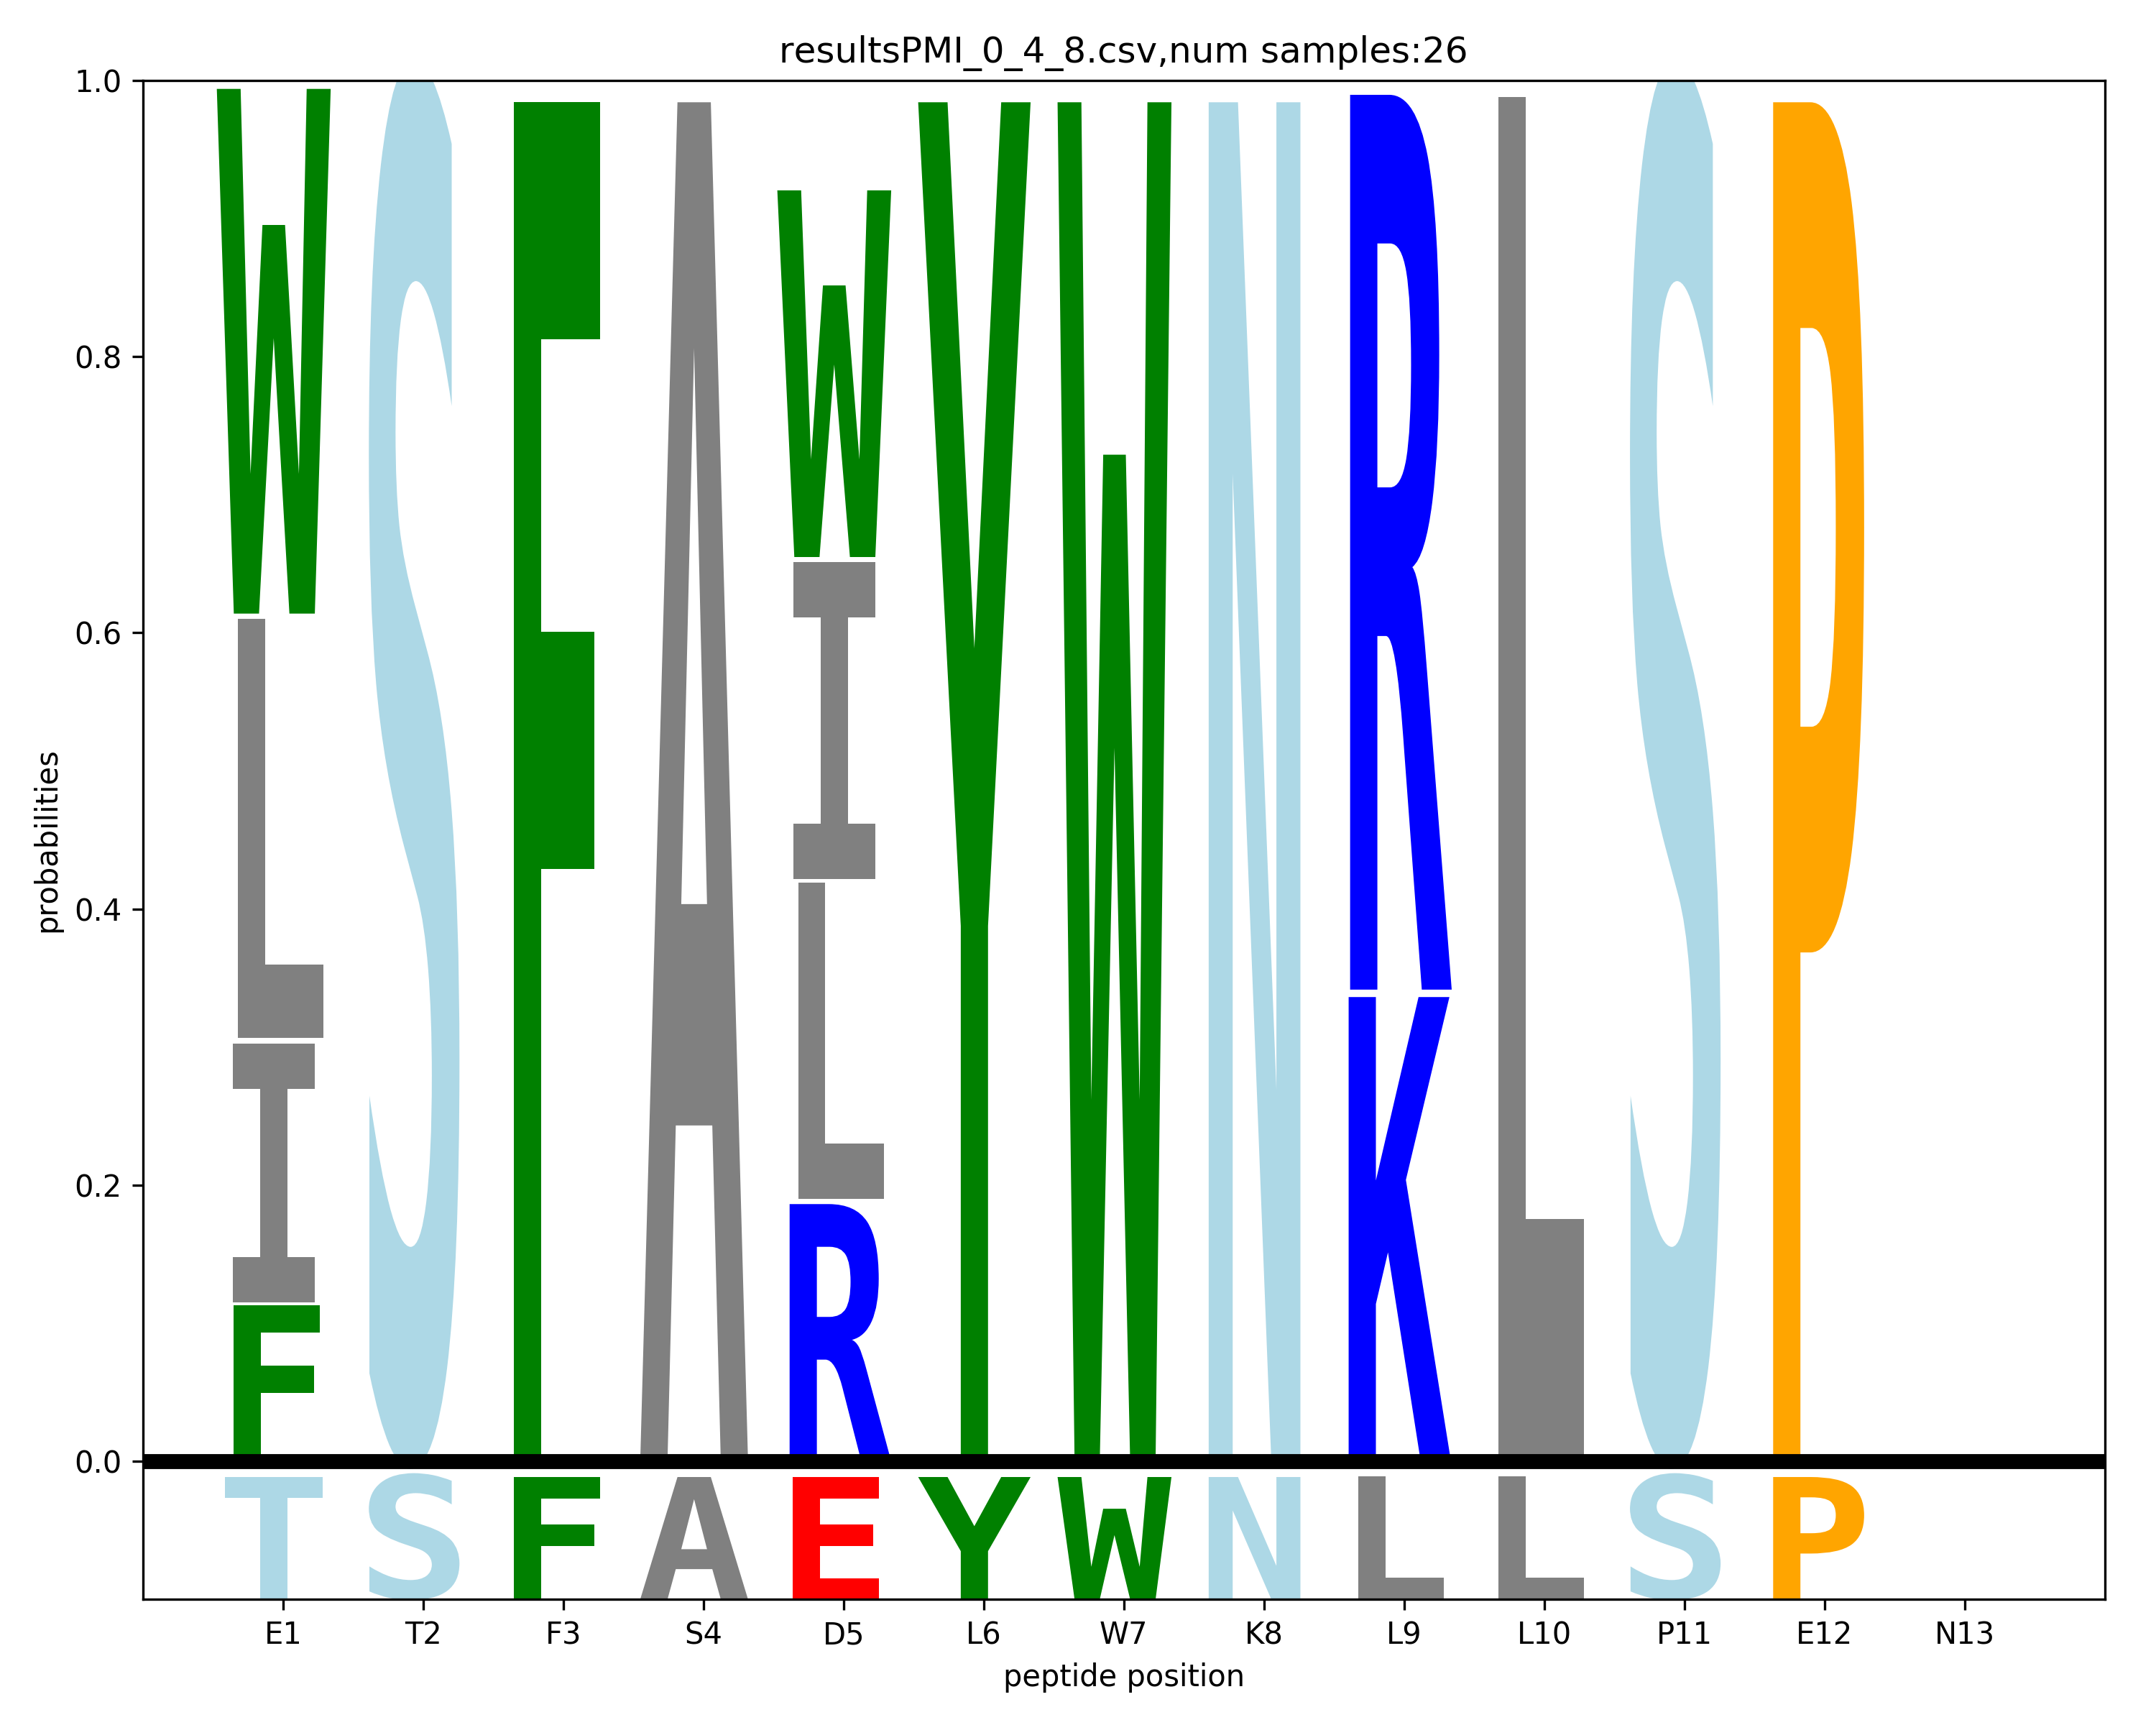 resultsPMI_0_4_8.csv,num samples:26
1.0
0.8
0.6
0.4
0.2
0.0
probabilities
W S F A W Y W N R L S P
L I K
I L
F R
T S F A E Y W N L L S P
E1 T2 F3 S4 D5 L6 W7 K8 L9 L10 P11 E12 N13
peptide position